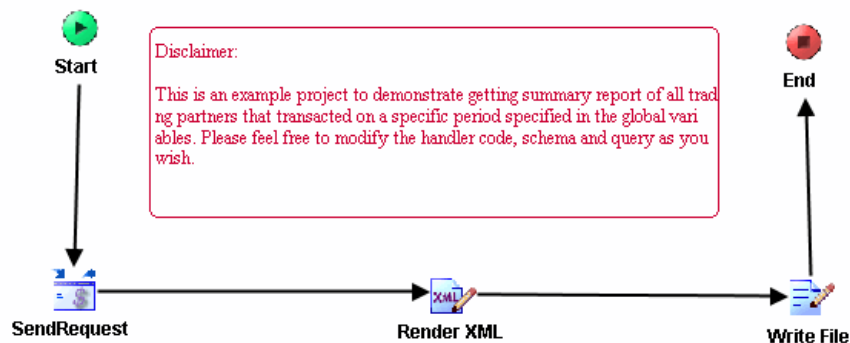 Disclaimer:
Start
End
This is an example project to demonstrate getting summary report of all trad
ng partners that transacted on a specific period specified in the global vari
ables. Please feel free to modify the handler code, schema and query as you
wish.
XML
SendRequest
Render XML
Write File